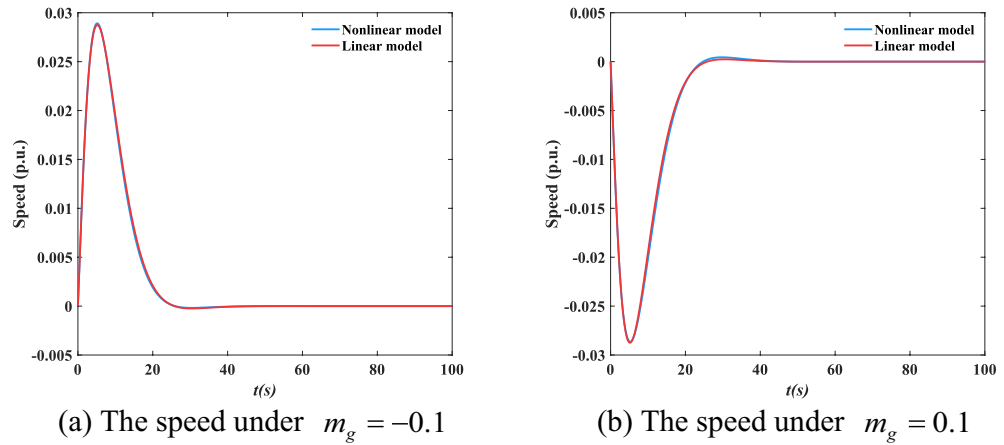 0.03
0.025
0.02
0.015
0.01
0.005
0
-0.005
Speed (p.u.)
Nonlinear model
Linear model
0 20 40 60 80 100
t(s)
(a) The speed under m_g = −0.1
0
-0.005
-0.01
-0.015
-0.02
-0.025
-0.03
Speed (p.u.)
Nonlinear model
Linear model
0 20 40 60 80 100
t(s)
(b) The speed under m_g = 0.1